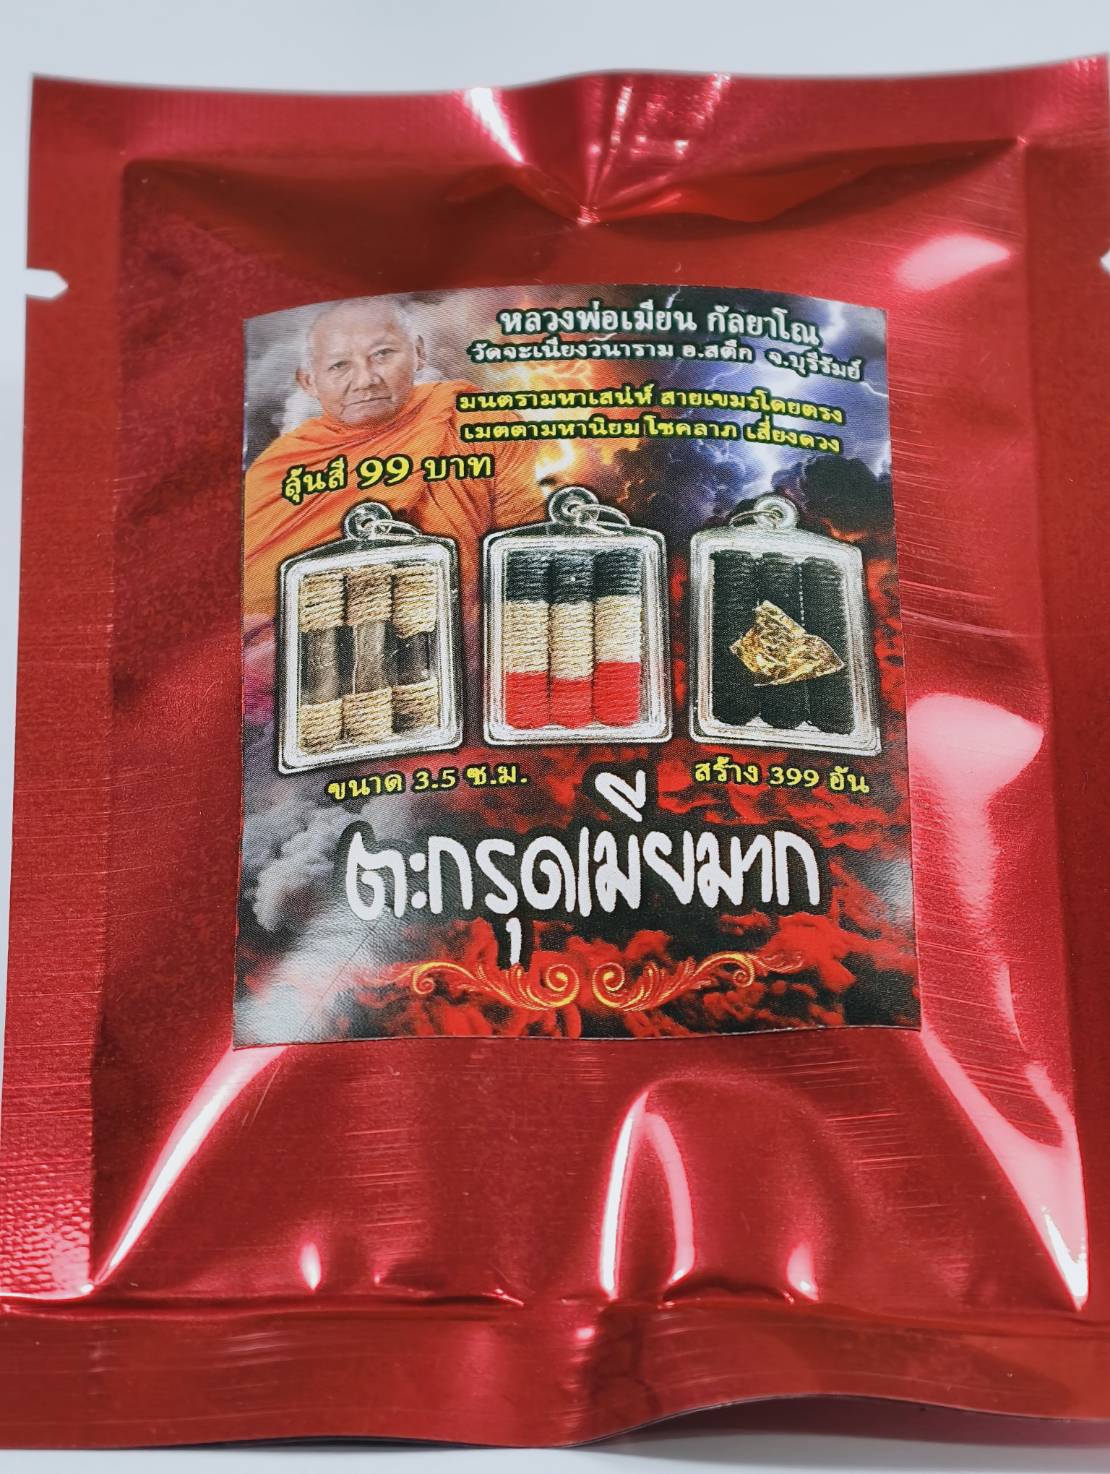 หลวงพ่อเมียน กัลยาโณ
วัดจะเนียงวนาราม อ.สตึก จ.บุรีรัมย์
มนตรามหาเสน่ห์ สายเขมรโดยตรง
เมตตามหานิยม โชคลาภ เสี่ยงดวง
ลุ้นสี 99 บาท
ขนาด 3.5 ซ.ม.
สร้าง 399 อัน
ตะกรุดเมียมาก